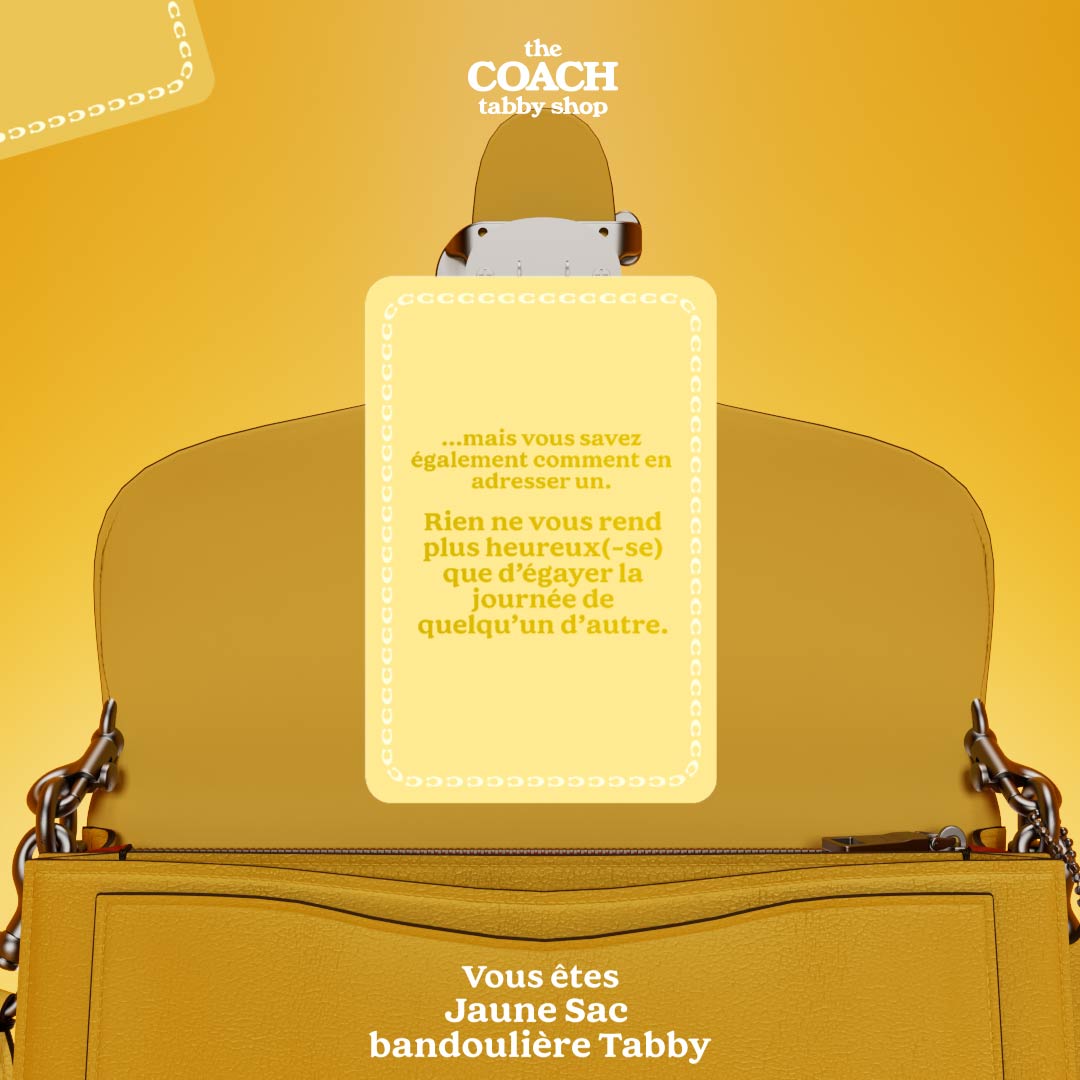 the
COACH
tabby shop
...mais vous savez
également comment en
adresser un.
Rien ne vous rend
plus heureux(-se)
que d’égayer la
journée de
quelqu’un d’autre.
Vous êtes
Jaune Sac
bandoulière Tabby